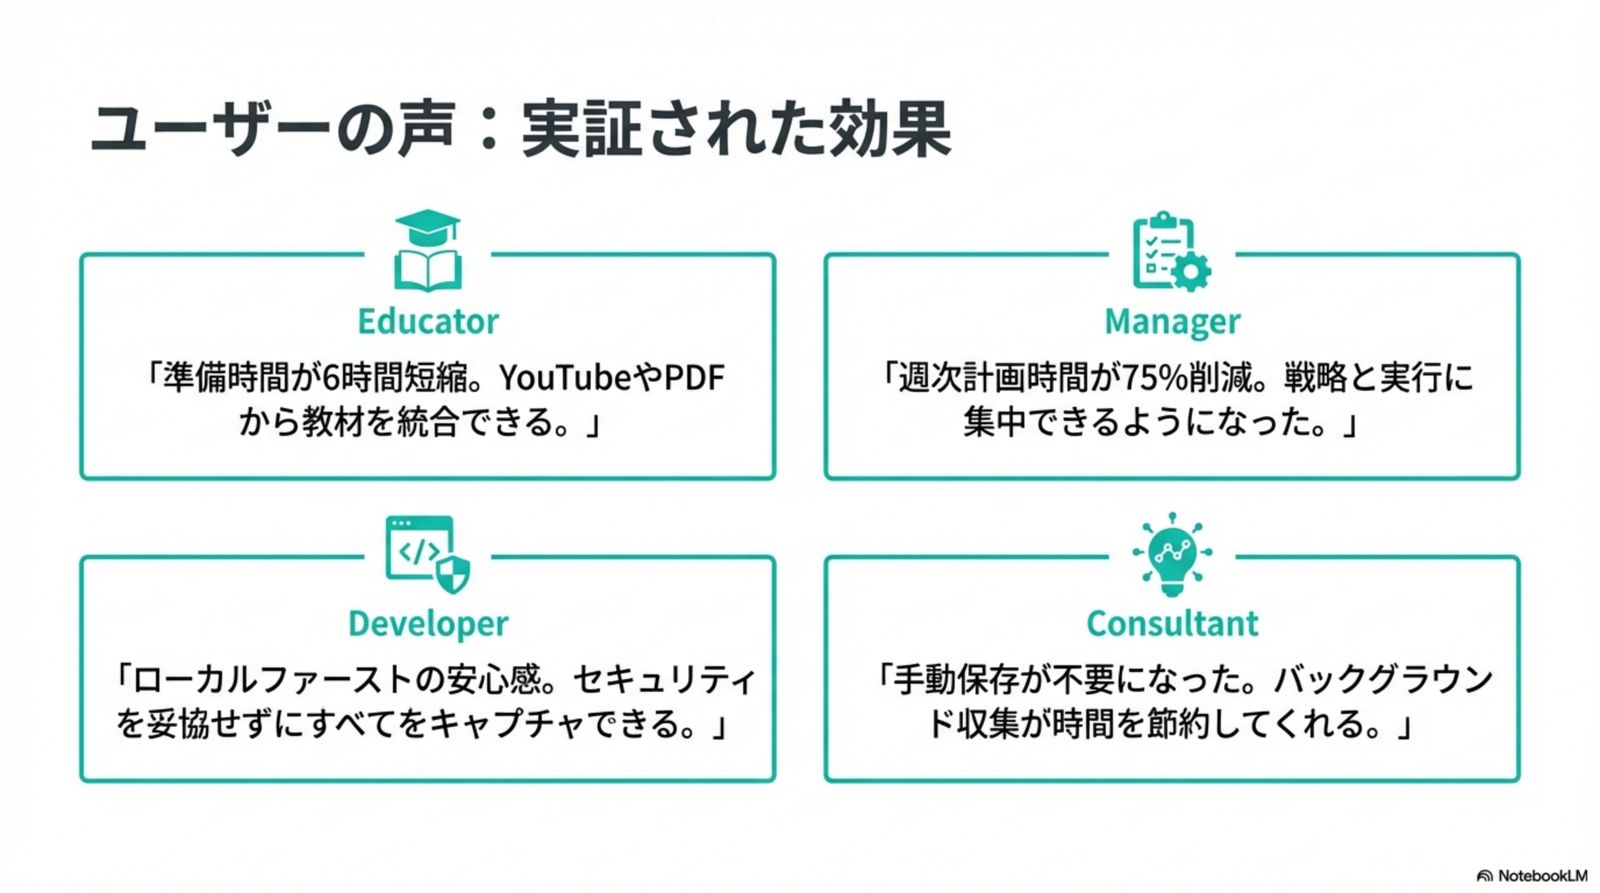 ユーザーの声：実証された効果
Educator
「準備時間が6時間短縮。YouTubeやPDF
から教材を統合できる。」
Manager
「週次計画時間が75%削減。戦略と実行に
集中できるようになった。」
</>
Developer
「ローカルファーストの安心感。セキュリティ
を妥協せずにすべてをキャプチャできる。」
Consultant
「手動保存が不要になった。バックグラウン
ド収集が時間を節約してくれる。」
NotebookLM